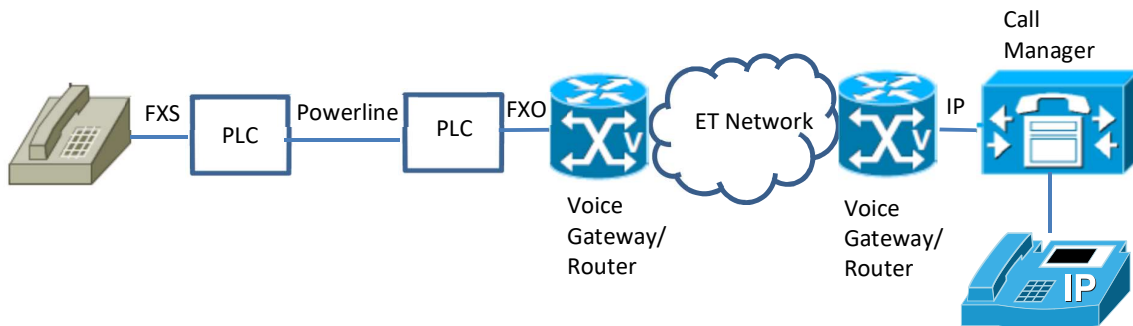 Call
Manager
FXS
PLC
Powerline
PLC
FXO
V
ET Network
V
IP
Voice
Gateway/
Router
Voice
Gateway/
Router
IP